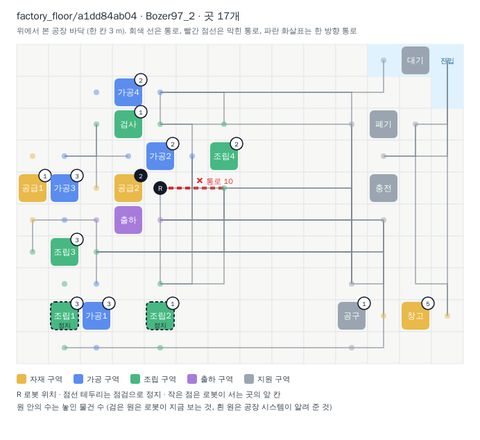 factory_floor/a1dd84ab04 · Bozer97_2 · 곳 17개
위에서 본 공장 바닥 (한 칸 3 m). 회색 선은 통로, 빨간 점선은 막힌 통로, 파란 화살표는 한 방향 통로
대기 진입
가공4 2
검사 1
폐기
가공2 2
조립4 2
× 통로 10
공급1 1
가공3 3
공급2 2
R
충전
출하
조립3 3
조립1 3
정지
가공1 3
조립2 1
정지
공구 1
창고 5
자재 구역 가공 구역 조립 구역 출하 구역 지원 구역
R 로봇 위치 · 점선 테두리는 점검으로 정지 · 작은 점은 로봇이 서는 곳의 앞 칸
원 안의 수는 놓인 물건 수 (검은 원은 로봇이 지금 보는 것, 흰 원은 공장 시스템이 알려 준 것)